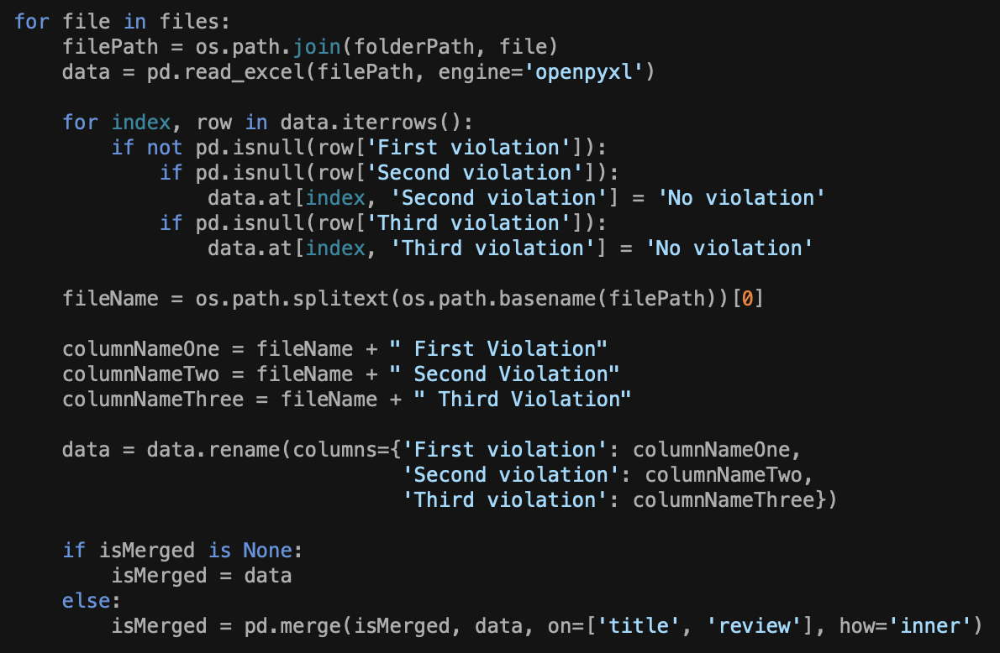 for file in files:
    filePath = os.path.join(folderPath, file)
    data = pd.read_excel(filePath, engine='openpyxl')

    for index, row in data.iterrows():
        if not pd.isnull(row['First violation']):
            if pd.isnull(row['Second violation']):
                data.at[index, 'Second violation'] = 'No violation'
            if pd.isnull(row['Third violation']):
                data.at[index, 'Third violation'] = 'No violation'

    fileName = os.path.splitext(os.path.basename(filePath))[0]

    columnNameOne = fileName + " First Violation"
    columnNameTwo = fileName + " Second Violation"
    columnNameThree = fileName + " Third Violation"

    data = data.rename(columns={'First violation': columnNameOne,
                                'Second violation': columnNameTwo,
                                'Third violation': columnNameThree})

    if isMerged is None:
        isMerged = data
    else:
        isMerged = pd.merge(isMerged, data, on=['title', 'review'], how='inner')